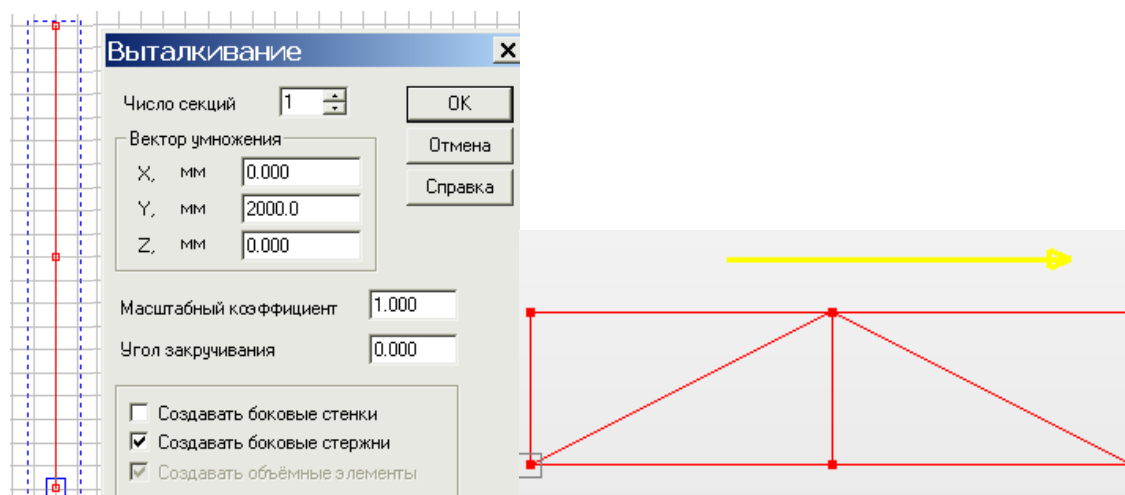 Выталкивание
Число секций 1 OK
Вектор умножения Отмена
X, мм 0.000 Справка
Y, мм 2000.0
Z, мм 0.000
Масштабный коэффициент 1.000
Угол закручивания 0.000
Создавать боковые стенки
Создавать боковые стержни
Создавать объёмные элементы